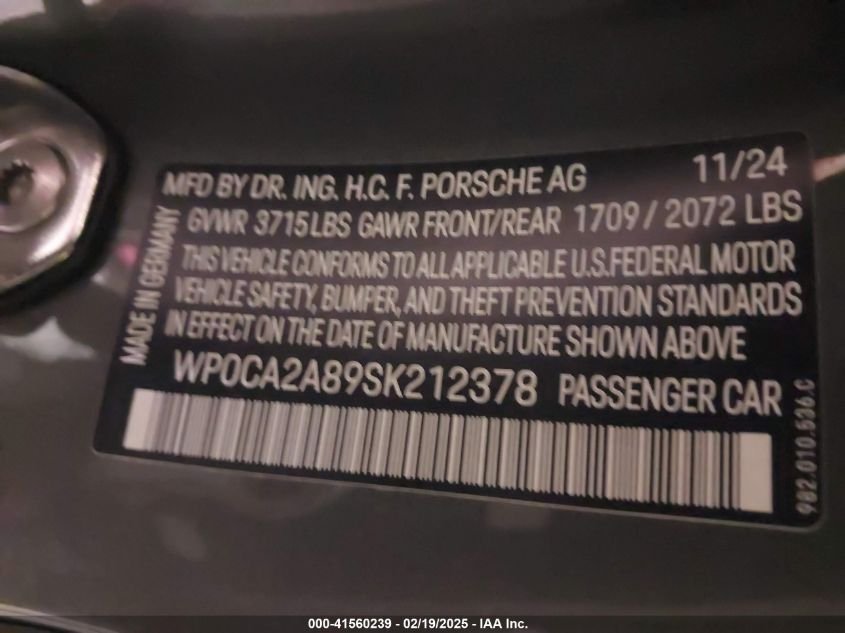 MFD BY DR. ING. H.C. F. PORSCHE AG 11/24
GVWR 3715LBS GAWR FRONT/REAR 1709/2072 LBS
THIS VEHICLE CONFORMS TO ALL APPLICABLE U.S.FEDERAL MOTOR
VEHICLE SAFETY, BUMPER, AND THEFT PREVENTION STANDARDS
IN EFFECT ON THE DATE OF MANUFACTURE SHOWN ABOVE
WP0CA2A89SK212378 PASSENGER CAR
MADE IN GERMANY
982.010.536.C
000-41560239 - 02/19/2025 - IAA Inc.